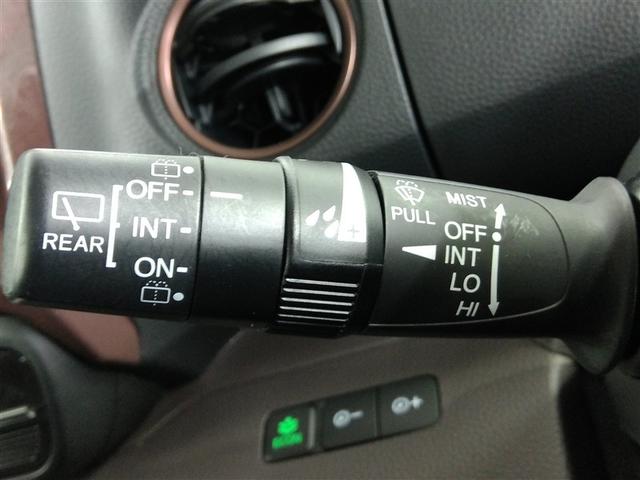 REAR
OFF
INT
ON
PULL
MIST
OFF
INT
LO
HI